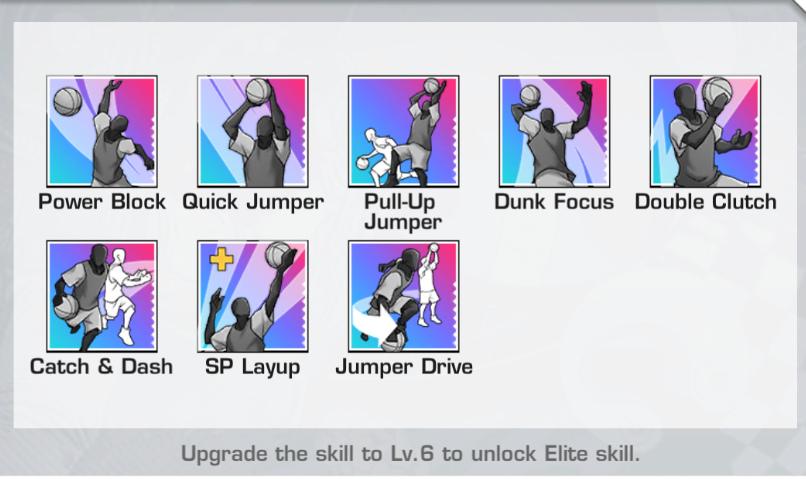 Power Block
Quick Jumper
Pull-Up
Jumper
Dunk Focus
Double Clutch
Catch & Dash
SP Layup
Jumper Drive
Upgrade the skill to Lv.6 to unlock Elite skill.